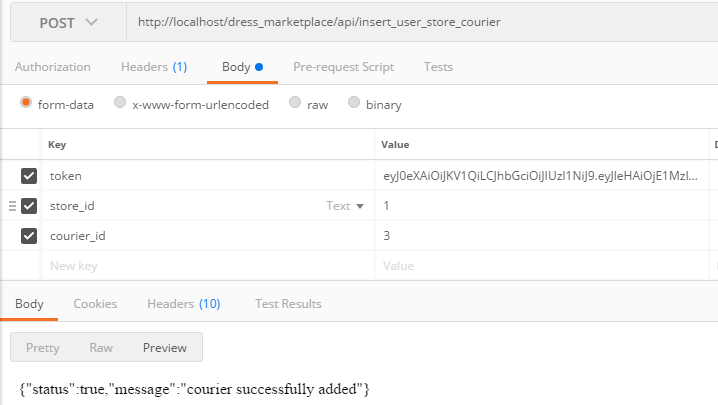 POST http://localhost/dress_marketplace/api/insert_user_store_courier
Authorization Headers (1) Body Pre-request Script Tests
form-data x-www-form-urlencoded raw binary
Key Value
token eyJ0eXAiOiJKV1QiLCJhbGciOiJIUzI1NiJ9.eyJleHAiOjE1MzI...
store_id Text 1
courier_id 3
New key Value
Body Cookies Headers (10) Test Results
Pretty Raw Preview
{"status":true,"message":"courier successfully added"}